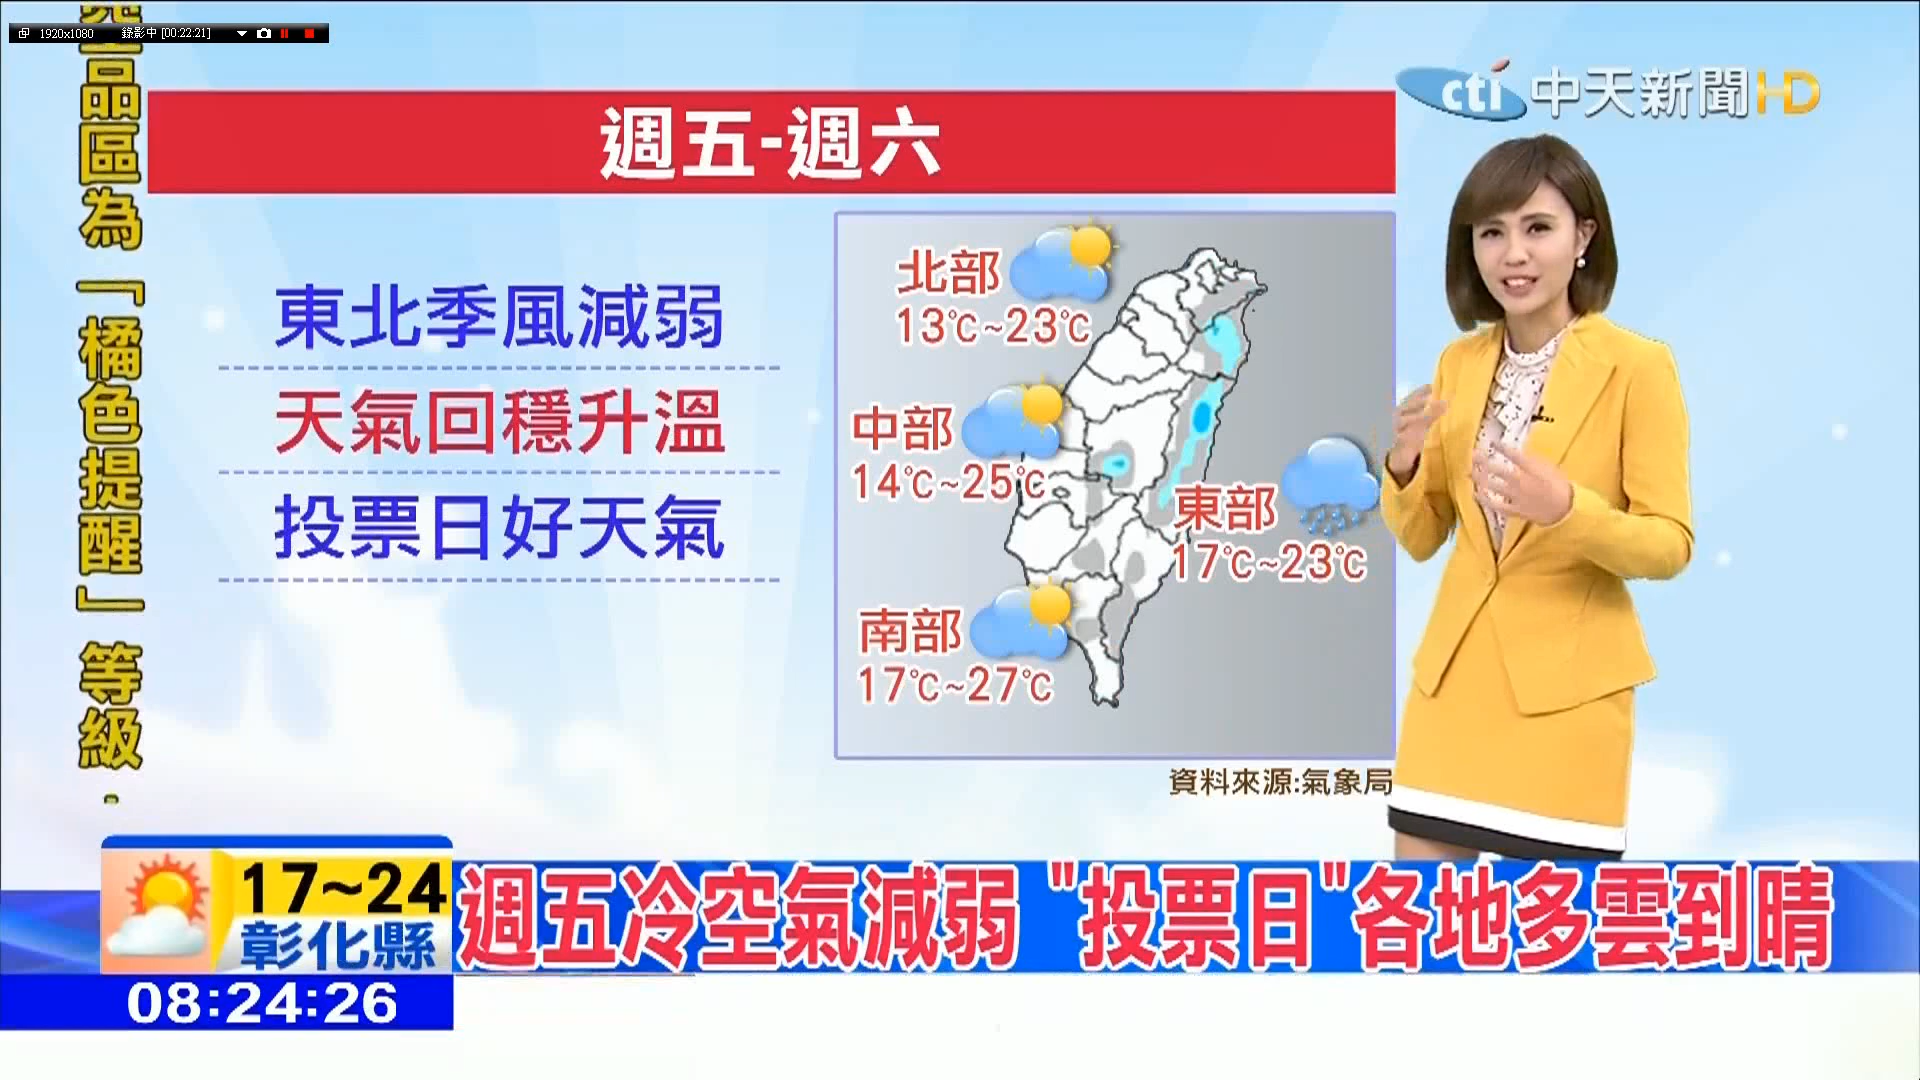 1920x1080 錄影中 [00:22:21]
品區為「橘色提醒」等級
cti 中天新聞HD
週五-週六
東北季風減弱
天氣回穩升溫
投票日好天氣
北部
13℃~23℃
中部
14℃~25℃
東部
17℃~23℃
南部
17℃~27℃
資料來源:氣象局
17~24
彰化縣
週五冷空氣減弱 "投票日"各地多雲到晴
08:24:26